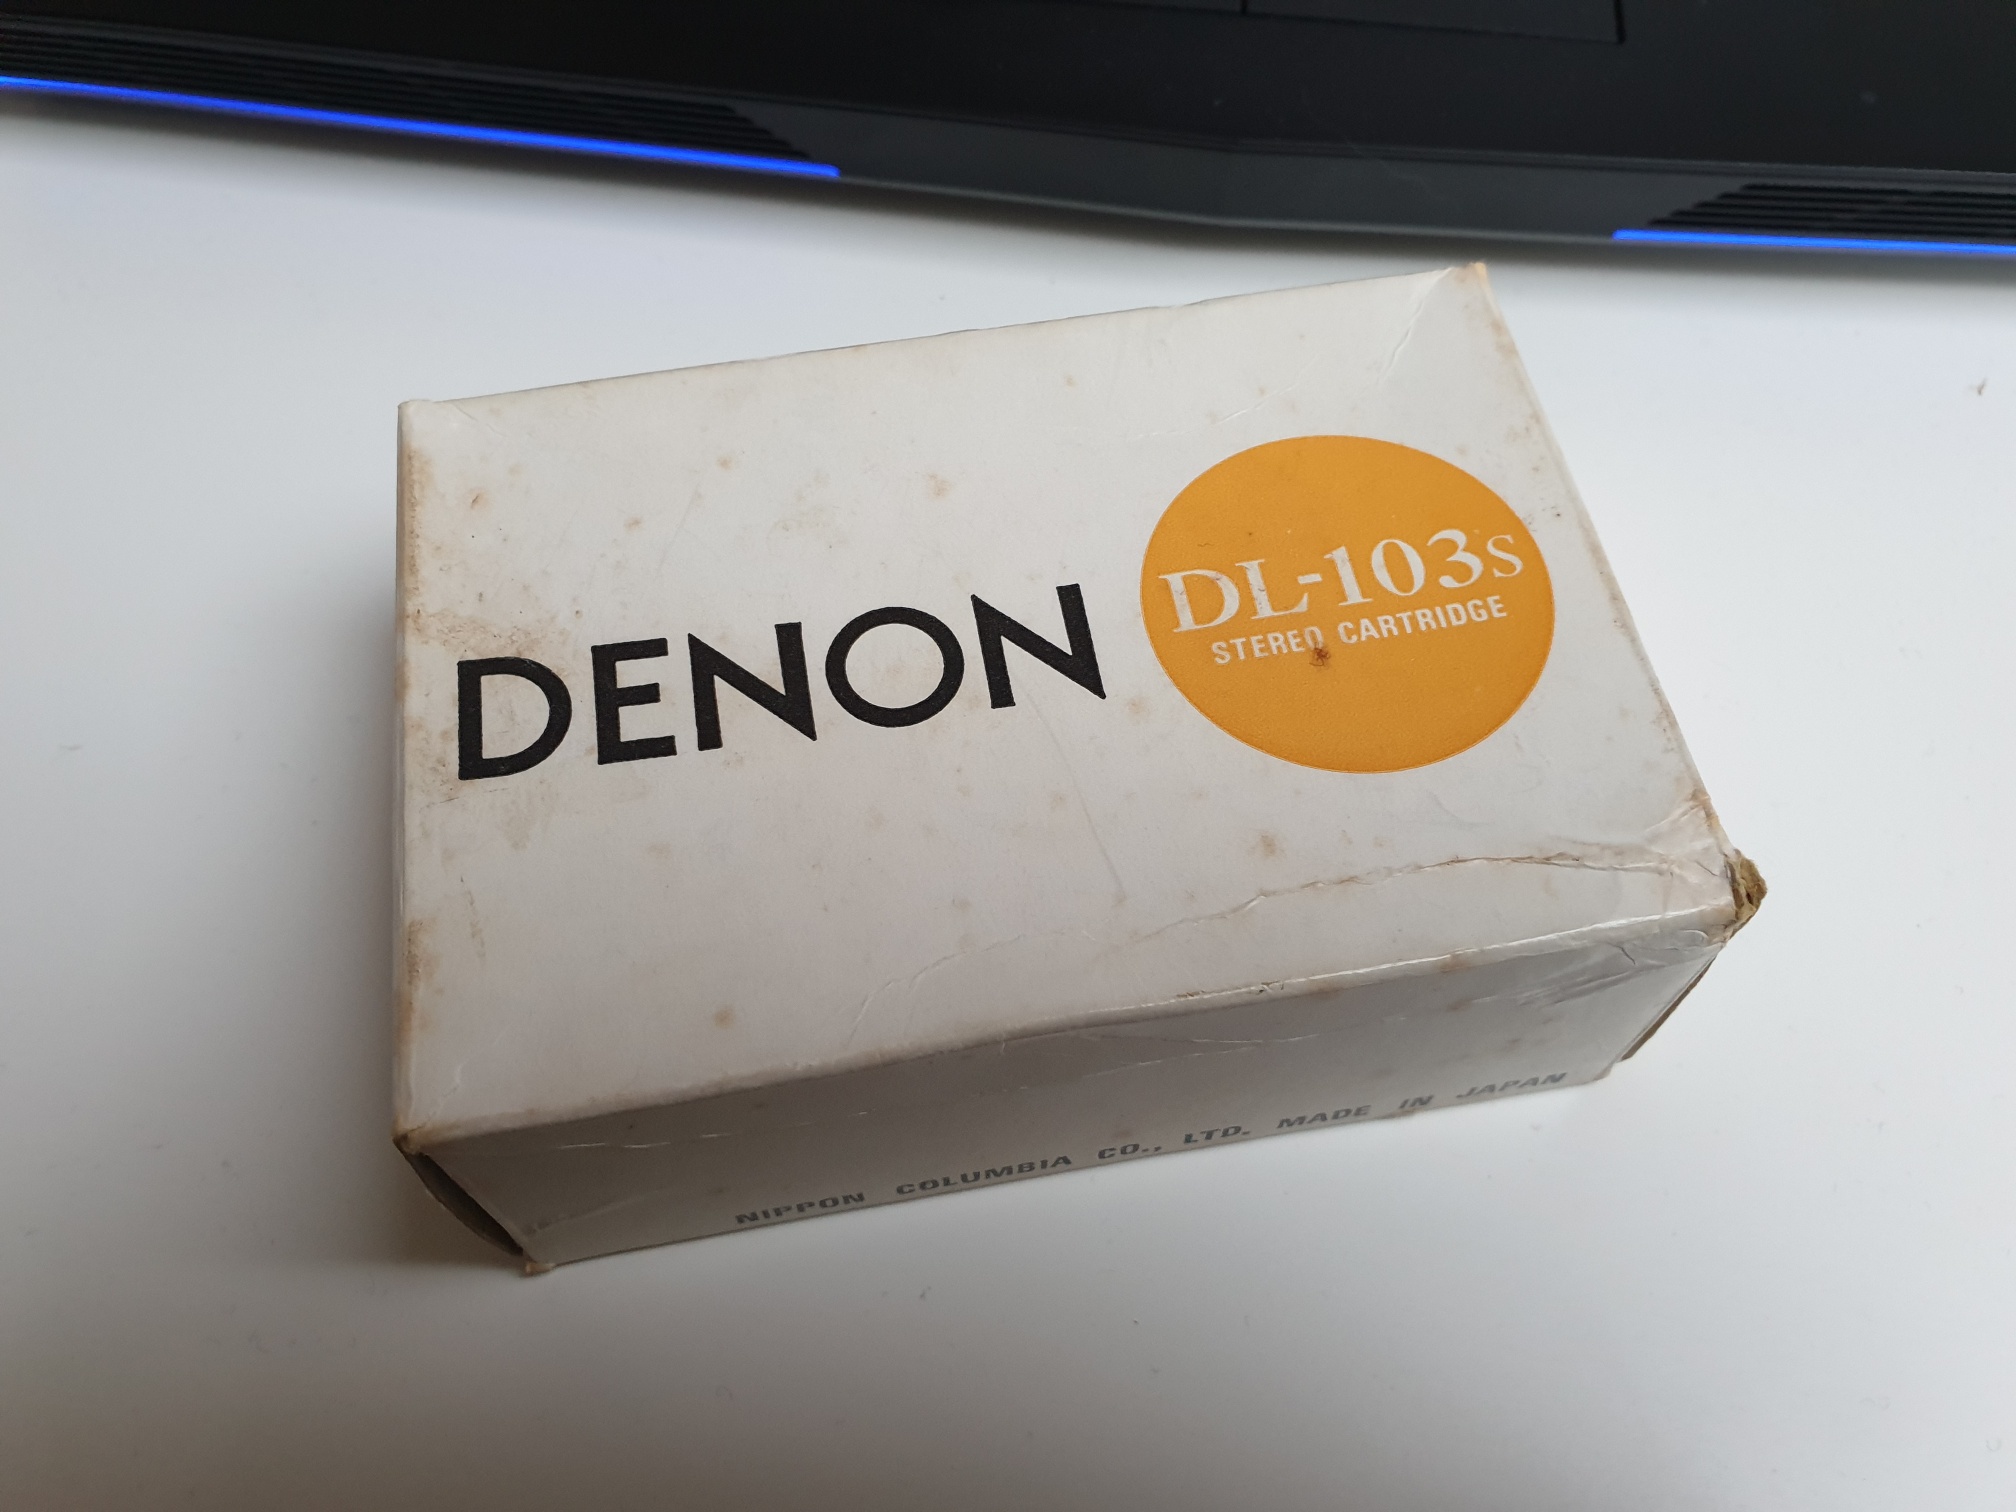 DENON
DL-103S
STEREO CARTRIDGE
NIPPON COLUMBIA CO., LTD. MADE IN JAPAN